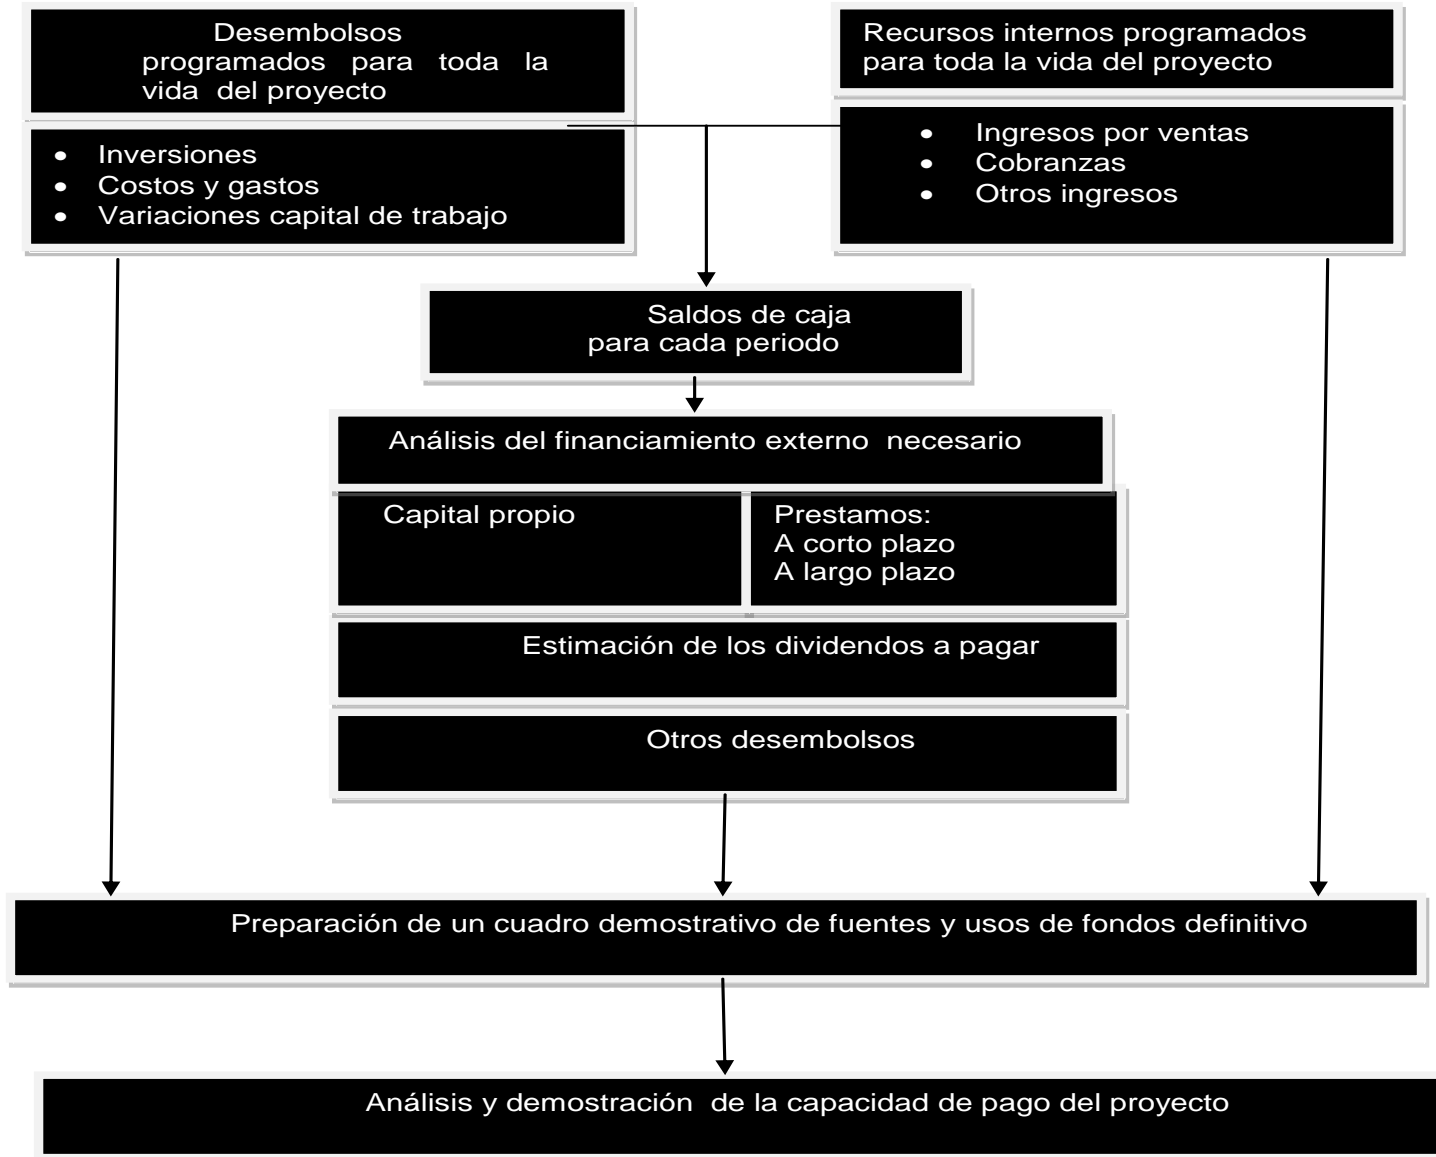 Desembolsos
programados para toda la
vida del proyecto
• Inversiones
• Costos y gastos
• Variaciones capital de trabajo
Recursos internos programados
para toda la vida del proyecto
• Ingresos por ventas
• Cobranzas
• Otros ingresos
Saldos de caja
para cada periodo
Análisis del financiamiento externo necesario
Capital propio
Prestamos:
A corto plazo
A largo plazo
Estimación de los dividendos a pagar
Otros desembolsos
Preparación de un cuadro demostrativo de fuentes y usos de fondos definitivo
Análisis y demostración de la capacidad de pago del proyecto